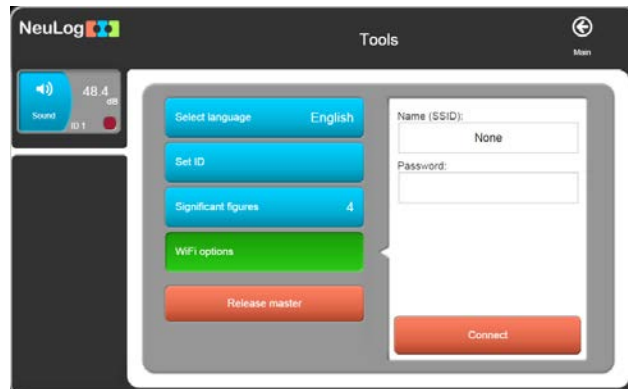 NeuLog
Tools
Main
48.4
dB
Sound
ID 1
Select language English
Set ID
Significant figures 4
WiFi options
Release master
Name (SSID):
None
Password:
Connect